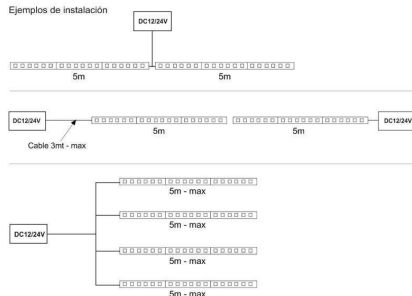 Ejemplos de instalación
DC12/24V
5m
5m
DC12/24V
DC12/24V
5m
5m
Cable 3mt - max
5m - max
5m - max
DC12/24V
5m - max
5m - max